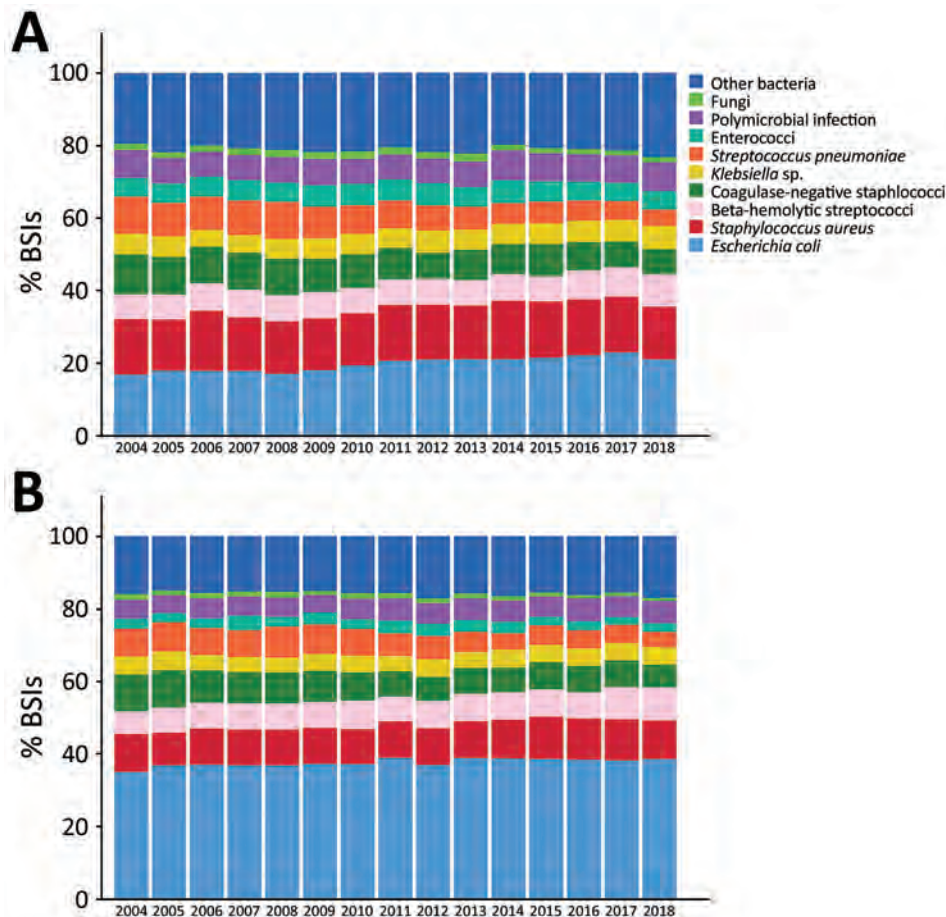 A
100
80
60
40
20
0
% BSIs
Other bacteria
Fungi
Polymicrobial infection
Enterococci
Streptococcus pneumoniae
Klebsiella sp.
Coagulase-negative staphlococci
Beta-hemolytic streptococci
Staphylococcus aureus
Escherichia coli
2004 2005 2006 2007 2008 2009 2010 2011 2012 2013 2014 2015 2016 2017 2018
B
100
80
60
40
20
0
% BSIs
2004 2005 2006 2007 2008 2009 2010 2011 2012 2013 2014 2015 2016 2017 2018